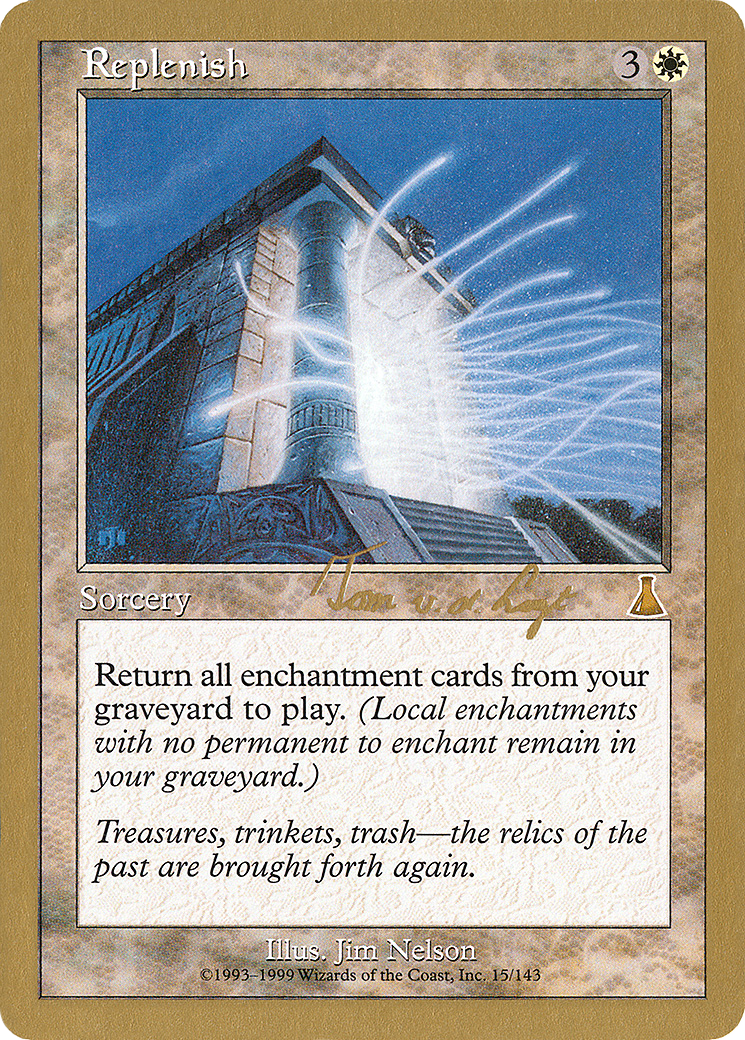 Replenish 3
Tom v.d.
Sorcery
Return all enchantment cards from your
graveyard to play. (Local enchantments
with no permanent to enchant remain in
your graveyard.)
Treasures, trinkets, trash—the relics of the
past are brought forth again.
Illus. Jim Nelson
©1993–1999 Wizards of the Coast, Inc. 15/143